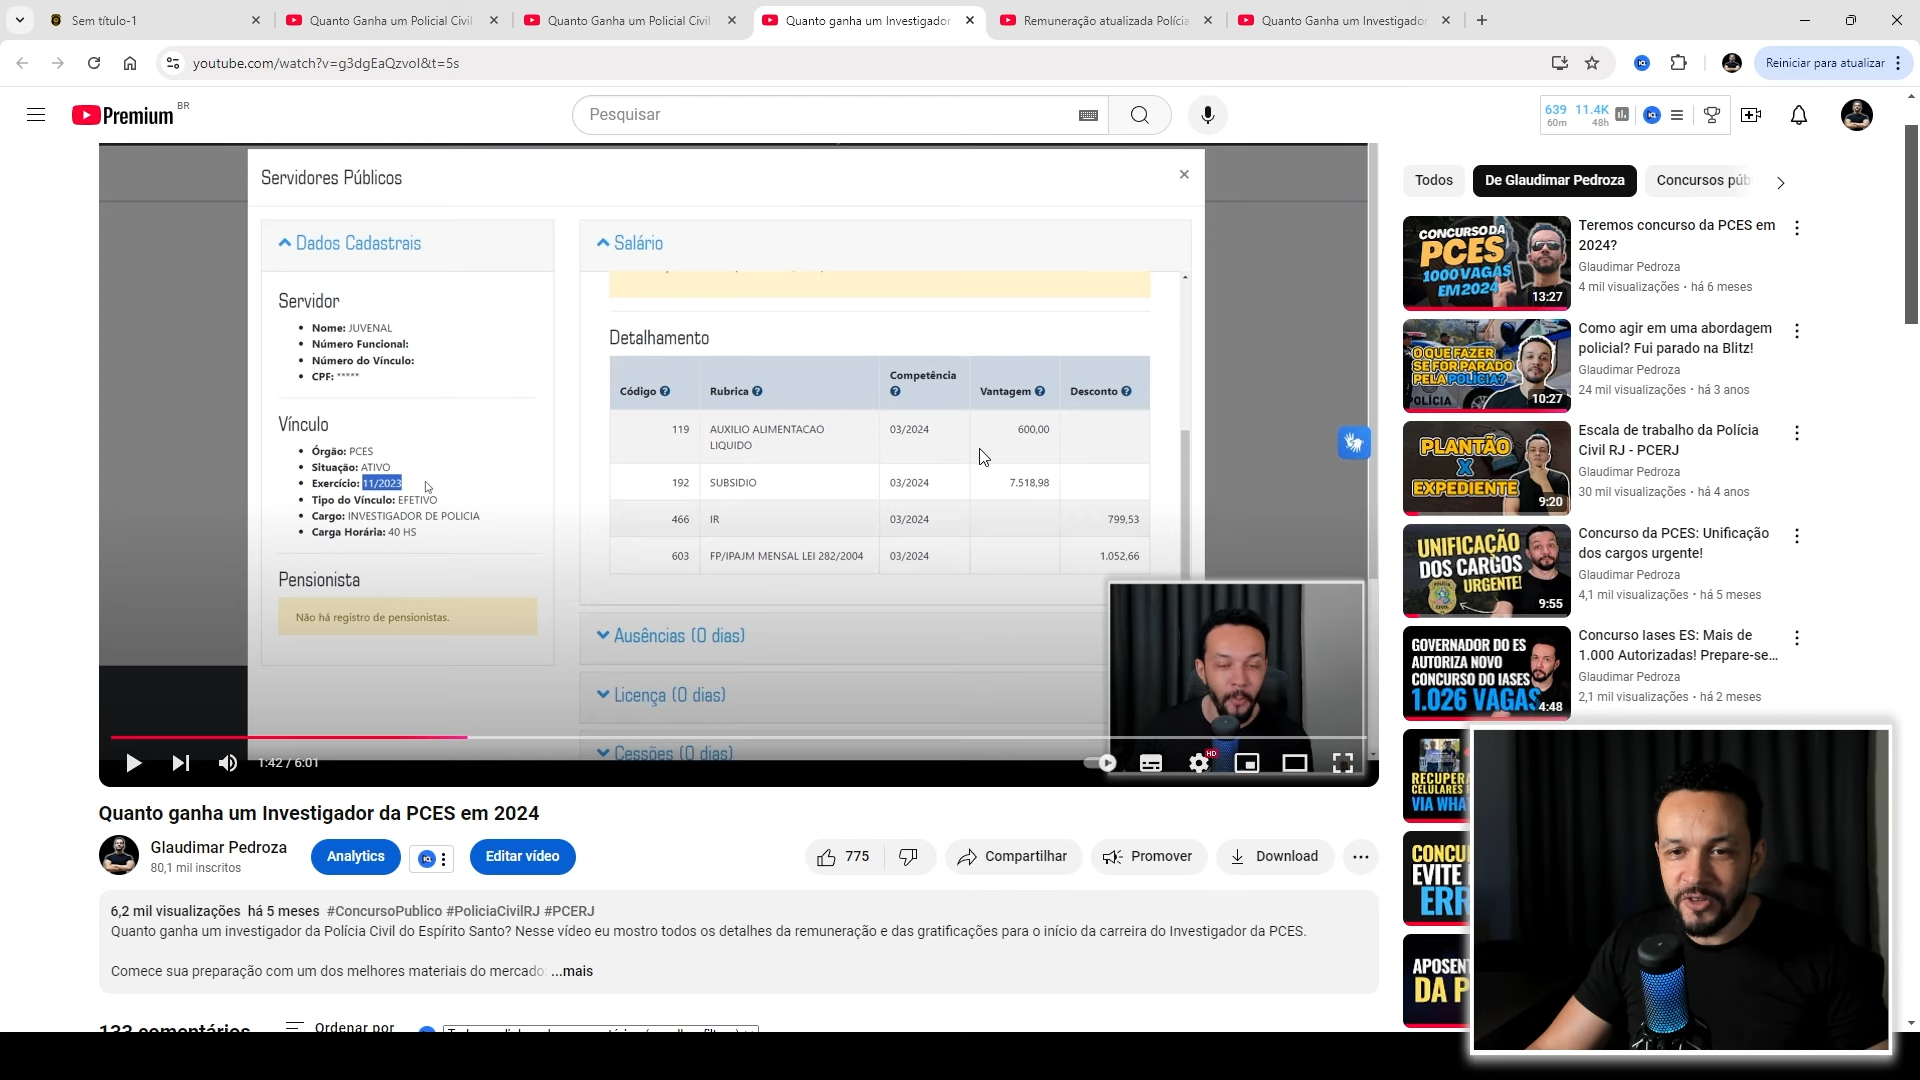 Sem título-1
Quanto Ganha um Policial Civil
Quanto Ganha um Policial Civil
Quanto ganha um Investigador
Remuneração atualizada Polícia
Quanto Ganha um Investigador
youtube.com/watch?v=g3dgEaQzvoI&t=5s
Reiniciar para atualizar
Premium BR
Pesquisar
639 11.4K
60m 48h
Servidores Públicos
Dados Cadastrais
Servidor
Nome: JUVENAL
Número Funcional:
Número do Vínculo:
CPF: *****
Vínculo
Órgão: PCES
Situação: ATIVO
Exercício: 11/2023
Tipo do Vínculo: EFETIVO
Cargo: INVESTIGADOR DE POLICIA
Carga Horária: 40 HS
Pensionista
Não há registro de pensionistas.
Salário
Detalhamento
Código Rubrica Competência Vantagem Desconto
119 AUXILIO ALIMENTACAO LIQUIDO 03/2024 600,00
192 SUBSIDIO 03/2024 7.518,98
466 IR 03/2024 799,53
603 FP/IPAJM MENSAL LEI 282/2004 03/2024 1.052,66
Ausências (0 dias)
Licença (0 dias)
Cessões (0 dias)
1:42 / 6:01
HD
Quanto ganha um Investigador da PCES em 2024
Glaudimar Pedroza
80,1 mil inscritos
Analytics
Editar vídeo
775
Compartilhar
Promover
Download
6,2 mil visualizações há 5 meses #ConcursoPublico #PoliciaCivilRJ #PCERJ
Quanto ganha um investigador da Polícia Civil do Espírito Santo? Nesse vídeo eu mostro todos os detalhes da remuneração e das gratificações para o início da carreira do Investigador da PCES.
Comece sua preparação com um dos melhores materiais do mercado: ...mais
133 comentários
Ordenar por
Todos
De Glaudimar Pedroza
Concursos púb
CONCURSO DA
PCES
1000 VAGAS
EM 2024
13:27
Teremos concurso da PCES em
2024?
Glaudimar Pedroza
4 mil visualizações • há 6 meses
O QUE FAZER
SE FOR PARADO
PELA POLÍCIA?
POLÍCIA
10:27
Como agir em uma abordagem
policial? Fui parado na Blitz!
Glaudimar Pedroza
24 mil visualizações • há 3 anos
PLANTÃO
X
EXPEDIENTE
9:20
Escala de trabalho da Polícia
Civil RJ - PCERJ
Glaudimar Pedroza
30 mil visualizações • há 4 anos
UNIFICAÇÃO
DOS CARGOS
URGENTE!
9:55
Concurso da PCES: Unificação
dos cargos urgente!
Glaudimar Pedroza
4,1 mil visualizações • há 5 meses
GOVERNADOR DO ES
AUTORIZA NOVO
CONCURSO DO IASES
1.026 VAGAS
4:48
Concurso Iases ES: Mais de
1.000 Autorizadas! Prepare-se...
Glaudimar Pedroza
2,1 mil visualizações • há 2 meses
RECUPERA
CELULARES
VIA WHA
CONCU
EVITE
ERR
APOSENT
DA P